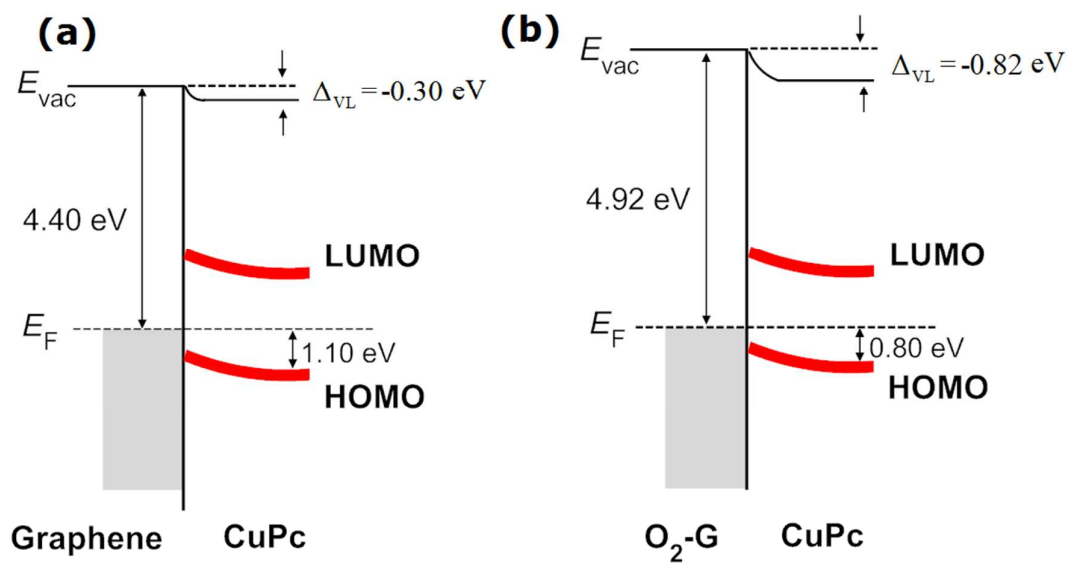 (a)
E_vac
Δ_VL = -0.30 eV
4.40 eV
LUMO
E_F
1.10 eV
HOMO
Graphene CuPc
(b)
E_vac
Δ_VL = -0.82 eV
4.92 eV
LUMO
E_F
0.80 eV
HOMO
O₂-G CuPc